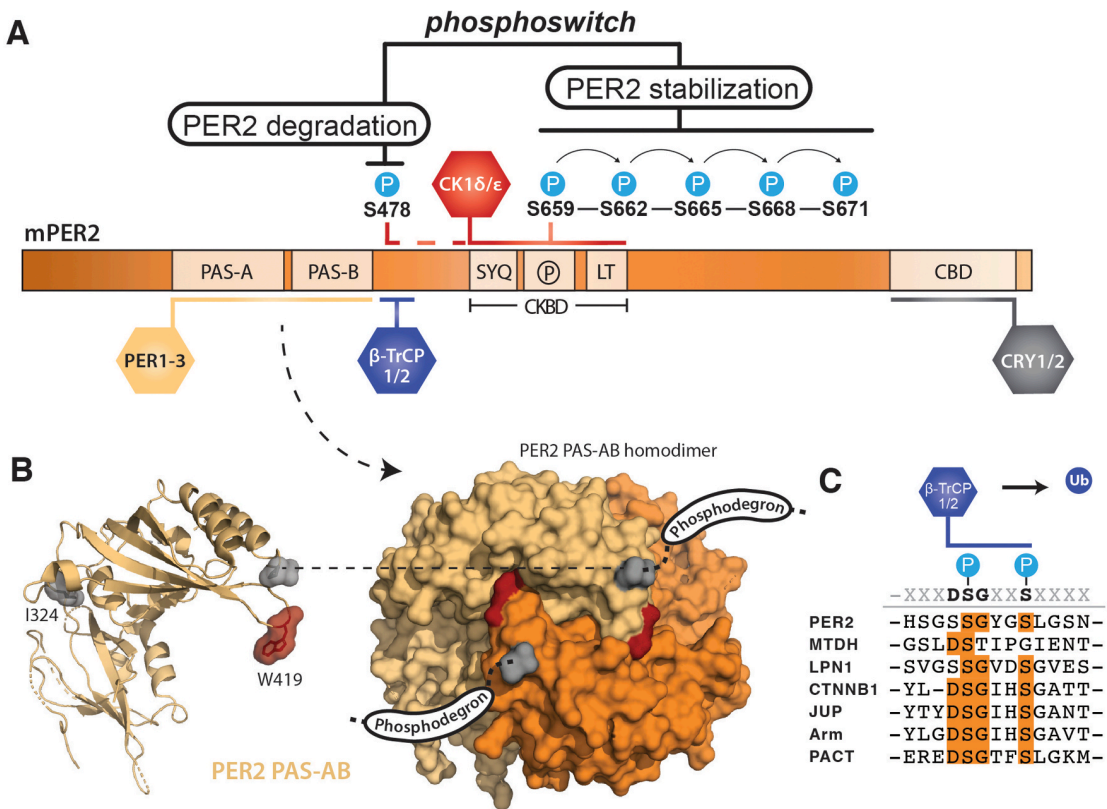 A
phosphoswitch
PER2 degradation
PER2 stabilization
P
CK1δ/ε
P P P P P
S478
S659—S662—S665—S668—S671
mPER2
PAS-A PAS-B SYQ P LT CBD
CKBD
PER1-3
β-TrCP
1/2
CRY1/2
B
PER2 PAS-AB homodimer
I324
W419
Phosphodegron
Phosphodegron
PER2 PAS-AB
C
β-TrCP
1/2
Ub
P P
-XXXDSGXXSXXXX-
PER2 -HSGSSGYGSLGSN-
MTDH -GSLDSTIPGIENT-
LPN1 -SVGSSGVDSGVES-
CTNNB1 -YL-DSGIHSGATT-
JUP -YTYDSGIHSGANT-
Arm -YLGDSGIHSGAVT-
PACT -EREDSGTFSLGKM-